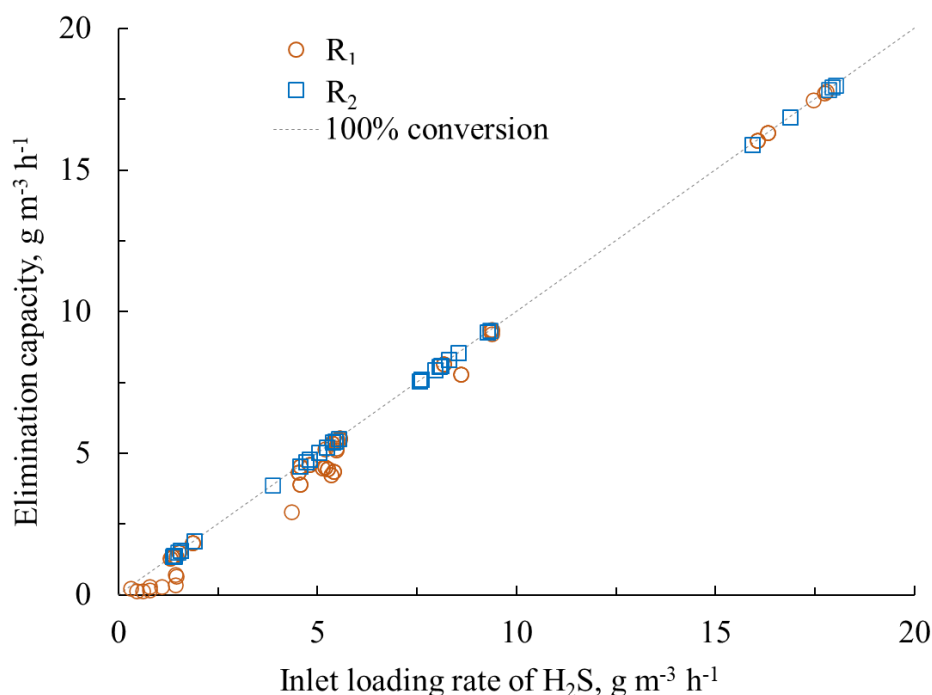 20
15
10
5
0
Elimination capacity, g m⁻³ h⁻¹
R₁
R₂
100% conversion
0 5 10 15 20
Inlet loading rate of H₂S, g m⁻³ h⁻¹